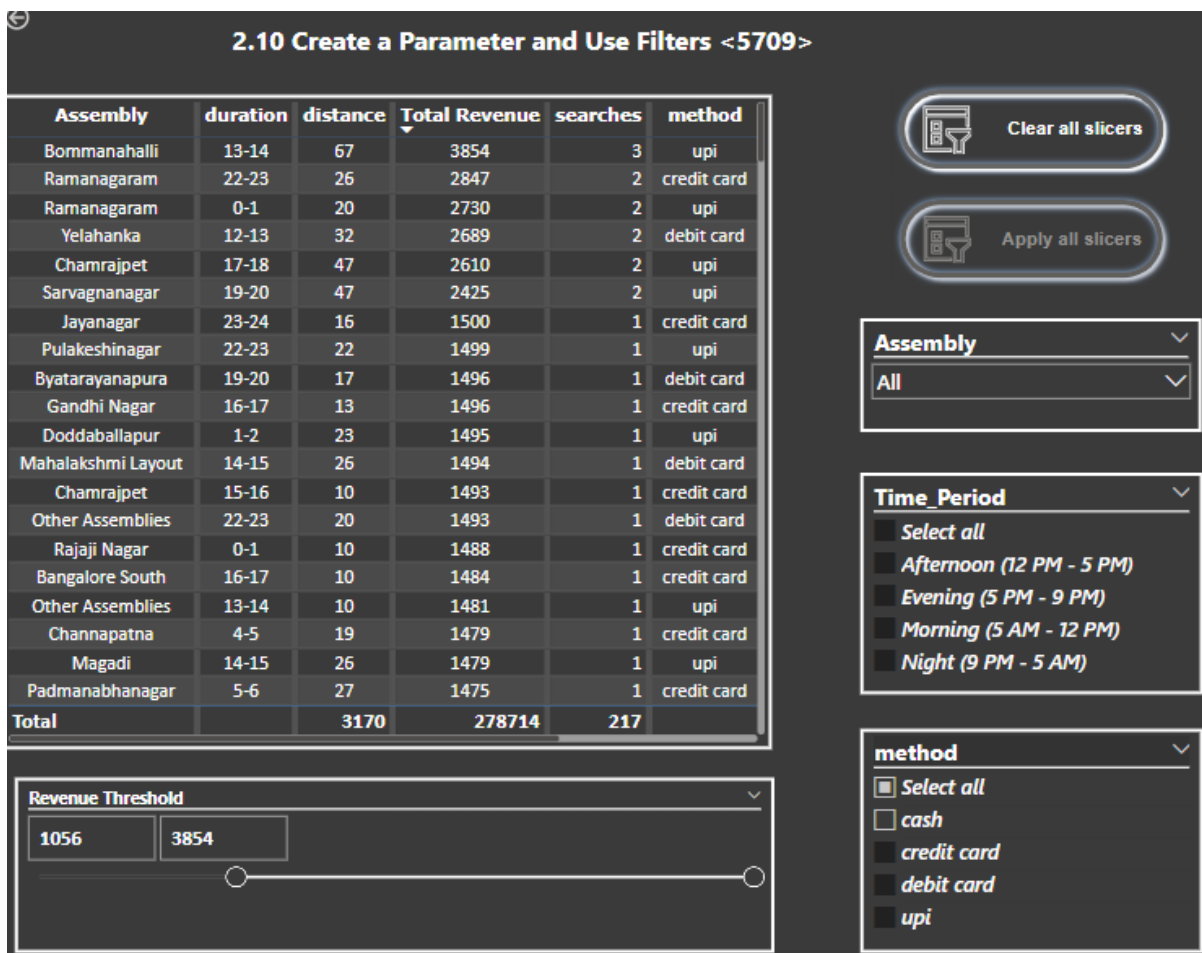 2.10 Create a Parameter and Use Filters <5709>
Assembly duration distance Total Revenue searches method
Bommanahalli 13-14 67 3854 3 upi
Ramanagaram 22-23 26 2847 2 credit card
Ramanagaram 0-1 20 2730 2 upi
Yelahanka 12-13 32 2689 2 debit card
Chamrajpet 17-18 47 2610 2 upi
Sarvagnanagar 19-20 47 2425 2 upi
Jayanagar 23-24 16 1500 1 credit card
Pulakeshinagar 22-23 22 1499 1 upi
Byatarayanapura 19-20 17 1496 1 debit card
Gandhi Nagar 16-17 13 1496 1 credit card
Doddaballapur 1-2 23 1495 1 upi
Mahalakshmi Layout 14-15 26 1494 1 debit card
Chamrajpet 15-16 10 1493 1 credit card
Other Assemblies 22-23 20 1493 1 debit card
Rajaji Nagar 0-1 10 1488 1 credit card
Bangalore South 16-17 10 1484 1 credit card
Other Assemblies 13-14 10 1481 1 upi
Channapatna 4-5 19 1479 1 credit card
Magadi 14-15 26 1479 1 upi
Padmanabhanagar 5-6 27 1475 1 credit card
Total 3170 278714 217
Revenue Threshold
1056 3854
Clear all slicers
Apply all slicers
Assembly
All
Time_Period
Select all
Afternoon (12 PM - 5 PM)
Evening (5 PM - 9 PM)
Morning (5 AM - 12 PM)
Night (9 PM - 5 AM)
method
Select all
cash
credit card
debit card
upi